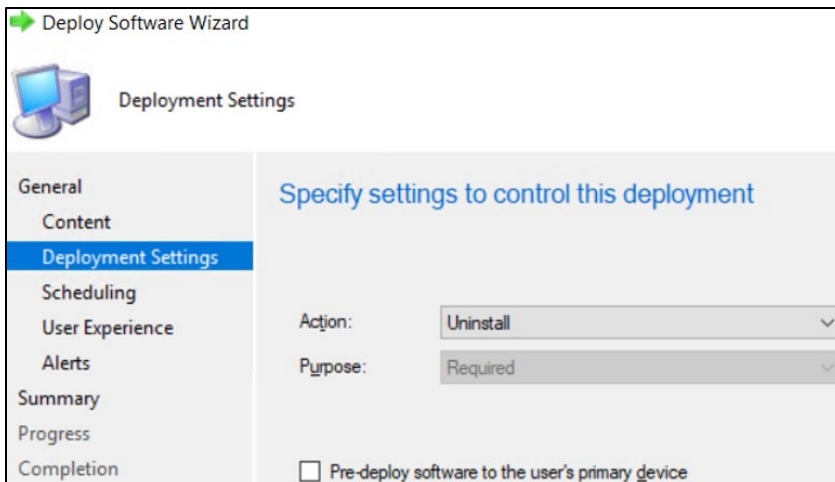 Deploy Software Wizard
Deployment Settings
General
Content
Deployment Settings
Scheduling
User Experience
Alerts
Summary
Progress
Completion
Specify settings to control this deployment
Action: Uninstall
Purpose: Required
Pre-deploy software to the user's primary device